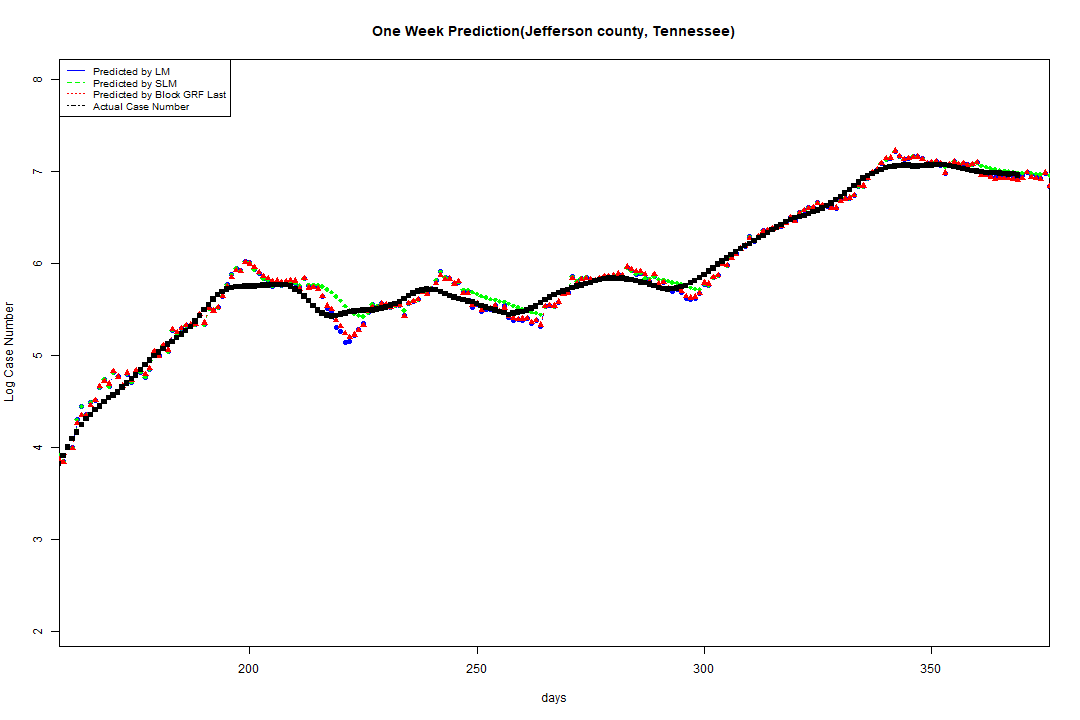 One Week Prediction(Jefferson county, Tennessee)
Predicted by LM
Predicted by SLM
Predicted by Block GRF Last
Actual Case Number
8
7
6
5
4
3
2
Log Case Number
200 250 300 350
days